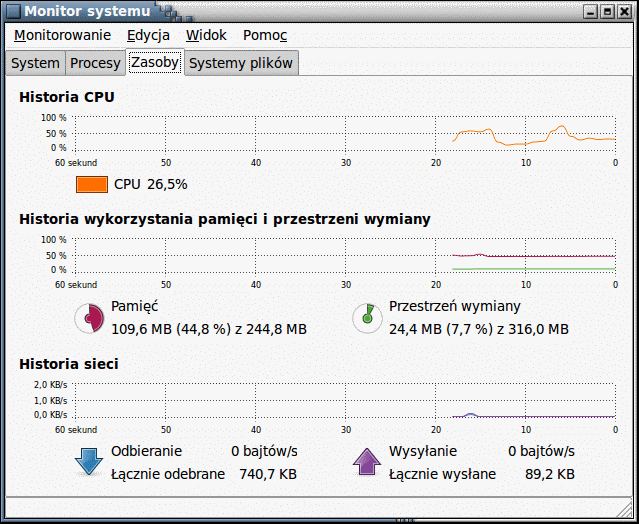 Monitor systemu
Monitorowanie Edycja Widok Pomoc
System Procesy Zasoby Systemy plików
Historia CPU
100 %
50 %
0 %
60 sekund 50 40 30 20 10 0
CPU 26,5%
Historia wykorzystania pamięci i przestrzeni wymiany
100 %
50 %
0 %
60 sekund 50 40 30 20 10 0
Pamięć Przestrzeń wymiany
109,6 MB (44,8 %) z 244,8 MB 24,4 MB (7,7 %) z 316,0 MB
Historia sieci
2,0 KB/s
1,0 KB/s
0,0 KB/s
60 sekund 50 40 30 20 10 0
Odbieranie 0 bajtów/s Wysyłanie 0 bajtów/s
Łącznie odebrane 740,7 KB Łącznie wysłane 89,2 KB